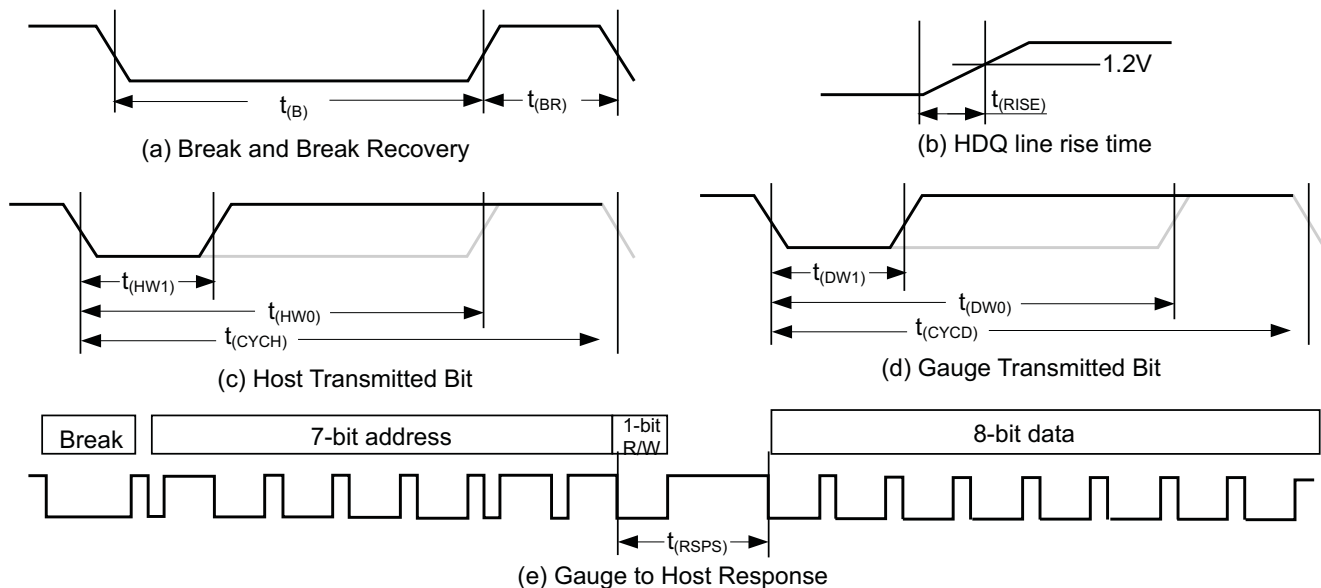 1.2V
t(B)
t(BR)
t(RISE)
(a) Break and Break Recovery
(b) HDQ line rise time
t(HW1)
t(HW0)
t(CYCH)
(c) Host Transmitted Bit
t(DW1)
t(DW0)
t(CYCD)
(d) Gauge Transmitted Bit
Break
7-bit address
1-bit
R/W
8-bit data
t(RSPS)
(e) Gauge to Host Response